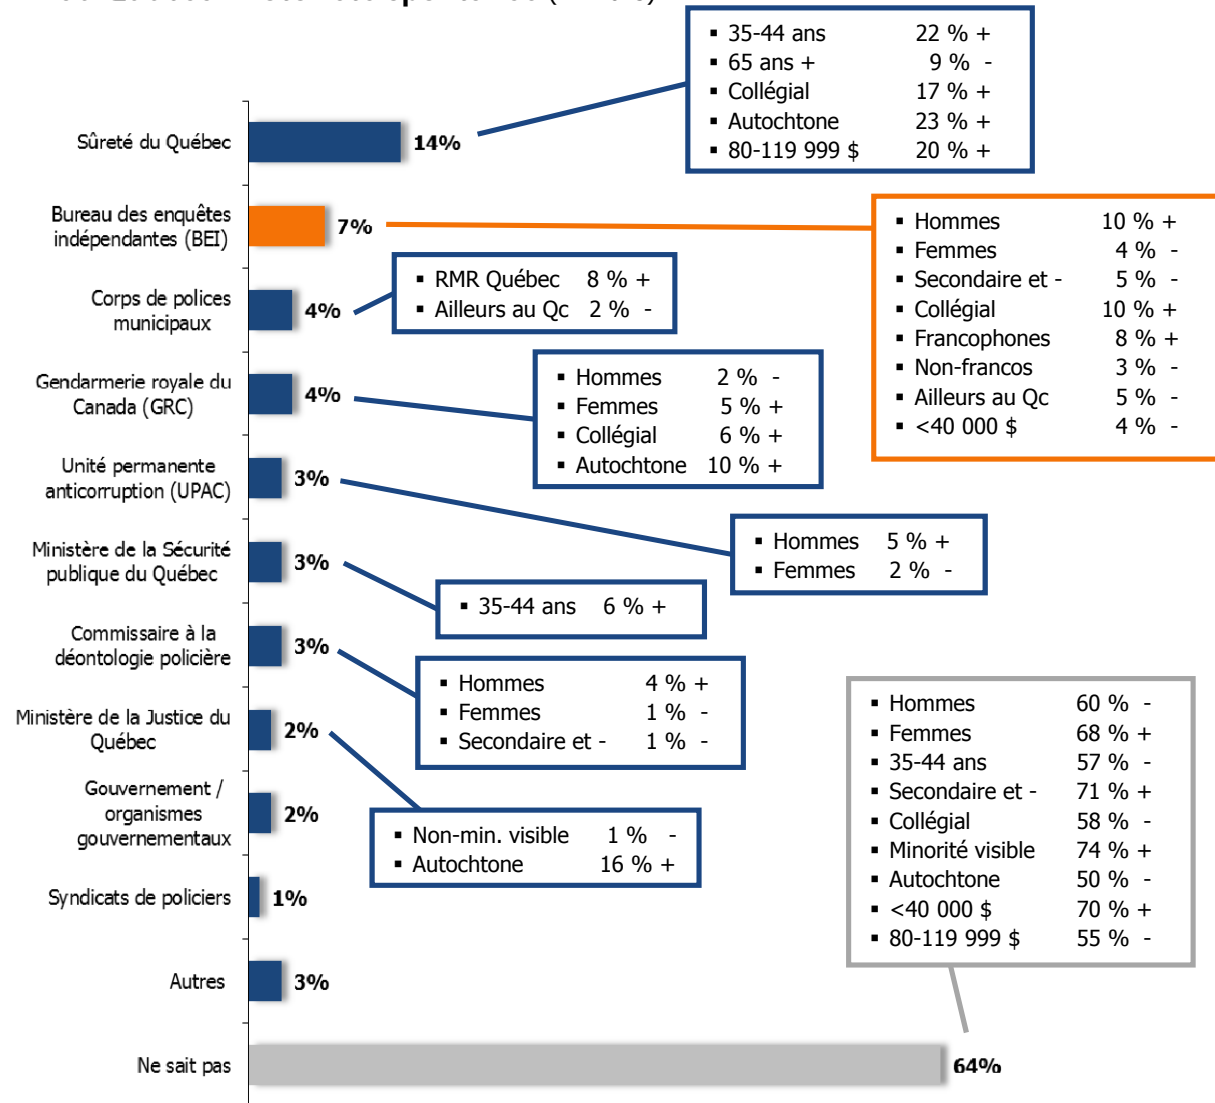 ▪ 35-44 ans 22 % +
▪ 65 ans + 9 % -
▪ Collégial 17 % +
▪ Autochtone 23 % +
▪ 80-119 999 $ 20 % +
Sûreté du Québec
14%
Bureau des enquêtes
indépendantes (BEI)
7%
▪ Hommes 10 % +
▪ Femmes 4 % -
▪ Secondaire et - 5 % -
▪ Collégial 10 % +
▪ Francophones 8 % +
▪ Non-francos 3 % -
▪ Ailleurs au Qc 5 % -
▪ <40 000 $ 4 % -
Corps de polices
municipaux
4%
▪ RMR Québec 8 % +
▪ Ailleurs au Qc 2 % -
Gendarmerie royale du
Canada (GRC)
4%
▪ Hommes 2 % -
▪ Femmes 5 % +
▪ Collégial 6 % +
▪ Autochtone 10 % +
Unité permanente
anticorruption (UPAC)
3%
▪ Hommes 5 % +
▪ Femmes 2 % -
Ministère de la Sécurité
publique du Québec
3%
▪ 35-44 ans 6 % +
Commissaire à la
déontologie policière
3%
▪ Hommes 4 % +
▪ Femmes 1 % -
▪ Secondaire et - 1 % -
Ministère de la Justice du
Québec
2%
▪ Non-min. visible 1 % -
▪ Autochtone 16 % +
Gouvernement /
organismes
gouvernementaux
2%
Syndicats de policiers
1%
Autres
3%
Ne sait pas
64%
▪ Hommes 60 % -
▪ Femmes 68 % +
▪ 35-44 ans 57 % -
▪ Secondaire et - 71 % +
▪ Collégial 58 % -
▪ Minorité visible 74 % +
▪ Autochtone 50 % -
▪ <40 000 $ 70 % +
▪ 80-119 999 $ 55 % -